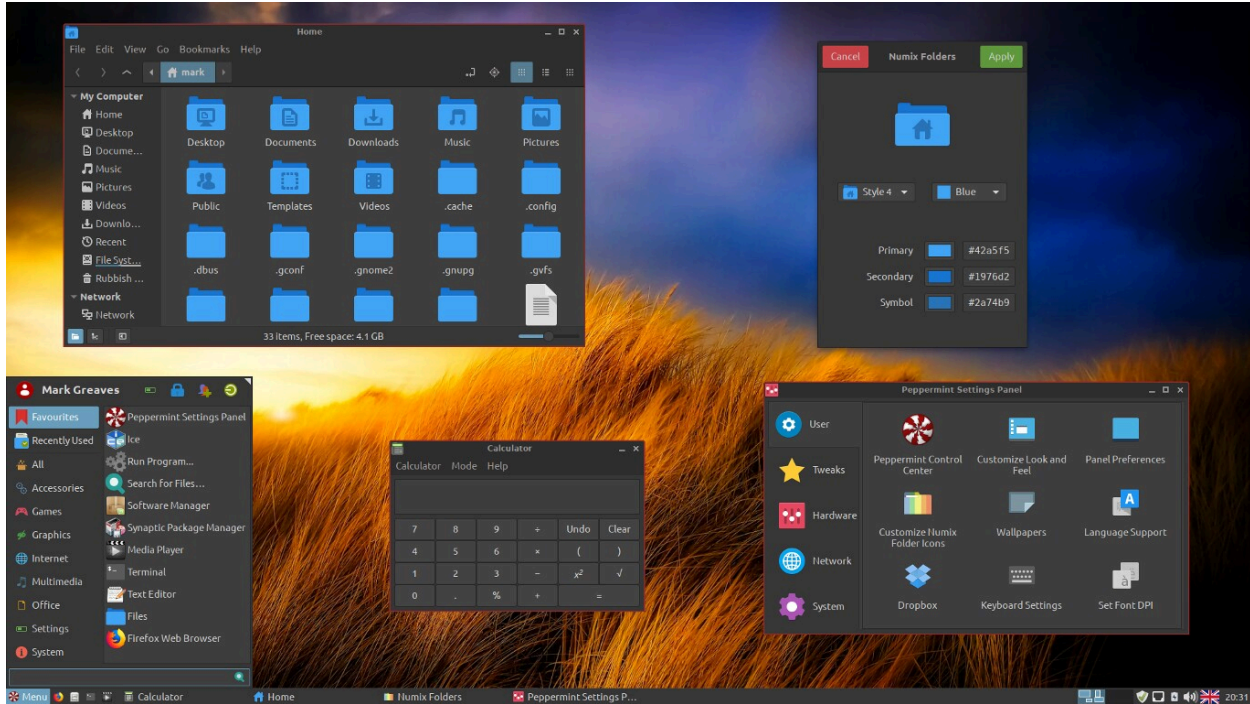 Home
File Edit View Go Bookmarks Help
mark
My Computer
Home
Desktop
Docume...
Music
Pictures
Videos
Downlo...
Recent
File Syst...
Rubbish ...
Network
Network
Desktop Documents Downloads Music Pictures
Public Templates Videos .cache .config
.dbus .gconf .gnome2 .gnupg .gvfs
33 items, Free space: 4.1 GB
Cancel Numix Folders Apply
Style 4 Blue
Primary #42a5f5
Secondary #1976d2
Symbol #2a74b9
Mark Greaves
Favourites
Recently Used
All
Accessories
Games
Graphics
Internet
Multimedia
Office
Settings
System
Peppermint Settings Panel
Ice
Run Program...
Search for Files...
Software Manager
Synaptic Package Manager
Media Player
Terminal
Text Editor
Files
Firefox Web Browser
Calculator
Calculator Mode Help
7 8 9 ÷ Undo Clear
4 5 6 × ( )
1 2 3 − x² √
0 . % + =
Peppermint Settings Panel
User
Tweaks
Hardware
Network
System
Peppermint Control
Center
Customize Look and
Feel
Panel Preferences
Customize Numix
Folder Icons
Wallpapers
Language Support
Dropbox
Keyboard Settings
Set Font DPI
Menu Calculator Home Numix Folders Peppermint Settings P... 20:31